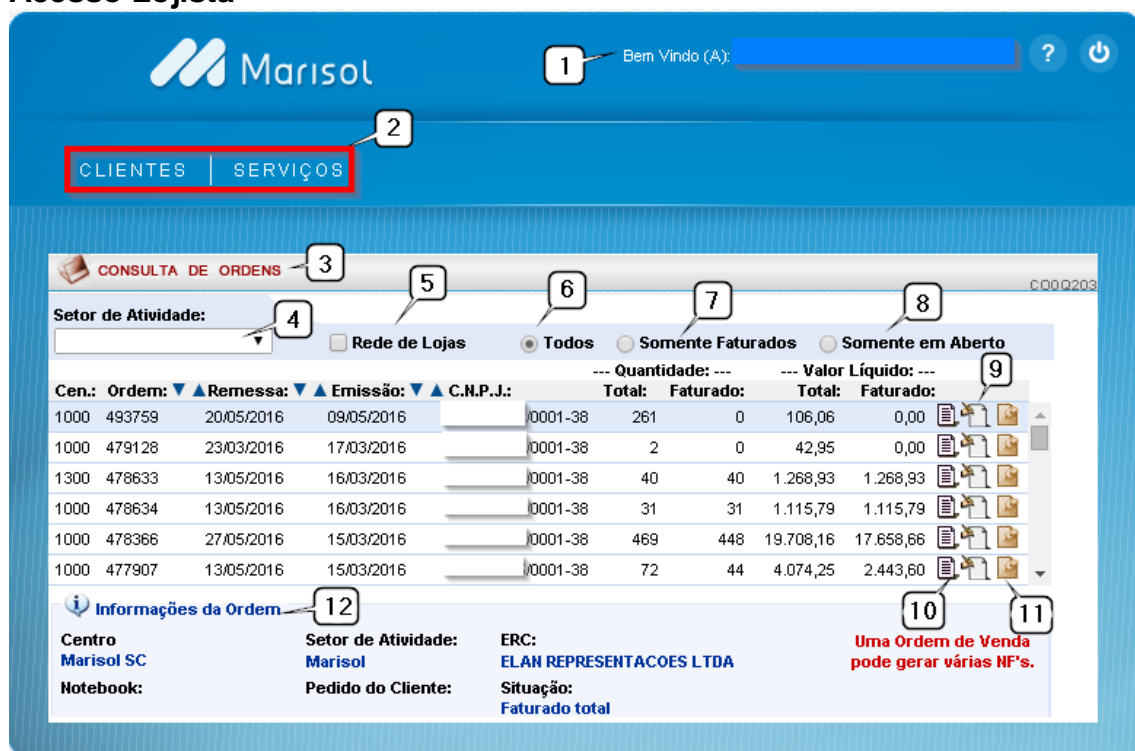 Acesso Lojista
Marisol
1
Bem Vindo (A):
?
2
CLIENTES | SERVIÇOS
CONSULTA DE ORDENS
3
COOQ203
Setor de Atividade:
4
5
6
7
8
Rede de Lojas Todos Somente Faturados Somente em Aberto
--- Quantidade: --- --- Valor Líquido: --- 9
Cen.: Ordem: ▼ ▲Remessa: ▼ ▲ Emissão: ▼ ▲ C.N.P.J.: Total: Faturado: Total: Faturado:
1000 493759 20/05/2016 09/05/2016 /0001-38 261 0 106,06 0,00
1000 479128 23/03/2016 17/03/2016 /0001-38 2 0 42,95 0,00
1300 478633 13/05/2016 16/03/2016 /0001-38 40 40 1.268,93 1.268,93
1000 478634 13/05/2016 16/03/2016 /0001-38 31 31 1.115,79 1.115,79
1000 478366 27/05/2016 15/03/2016 /0001-38 469 448 19.708,16 17.658,66
1000 477907 13/05/2016 15/03/2016 /0001-38 72 44 4.074,25 2.443,60
Informações da Ordem 12
10 11
Centro Setor de Atividade: ERC: Uma Ordem de Venda
Marisol SC Marisol ELAN REPRESENTACOES LTDA pode gerar várias NF's.
Notebook: Pedido do Cliente: Situação:
Faturado total